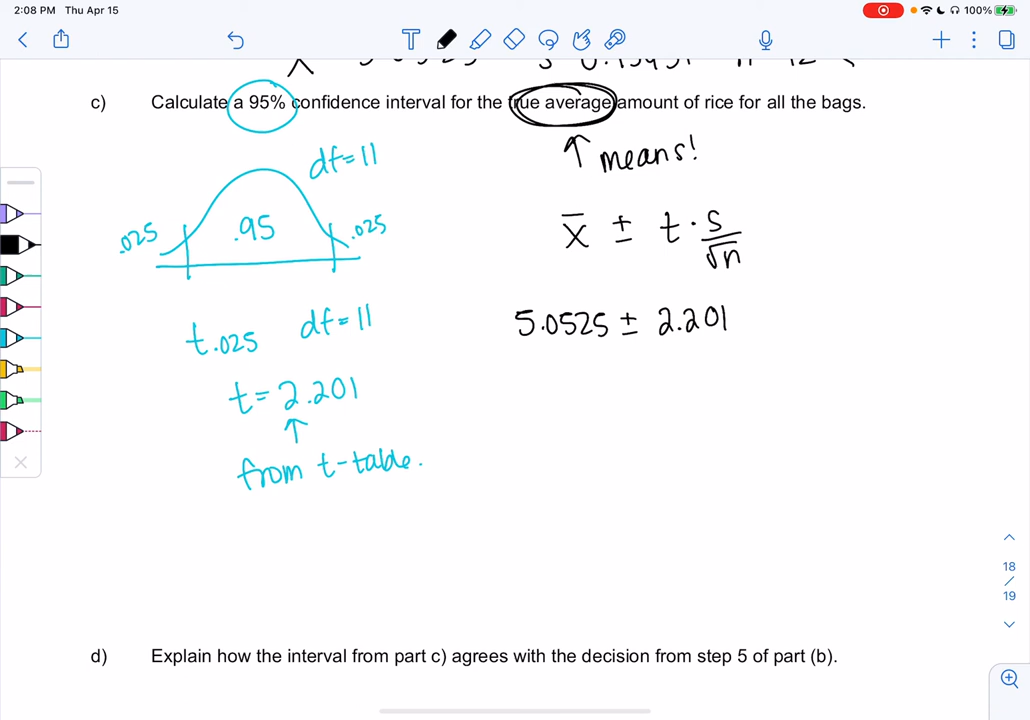 2:08 PM Thu Apr 15
100%
c) Calculate a 95% confidence interval for the true average amount of rice for all the bags.
↑ means!
df=11
.025 .95 .025
x̄ ± t · s/√n
t.025 df=11
5.0525 ± 2.201
t= 2.201
↑
from t-table.
18
/
19
d) Explain how the interval from part c) agrees with the decision from step 5 of part (b).